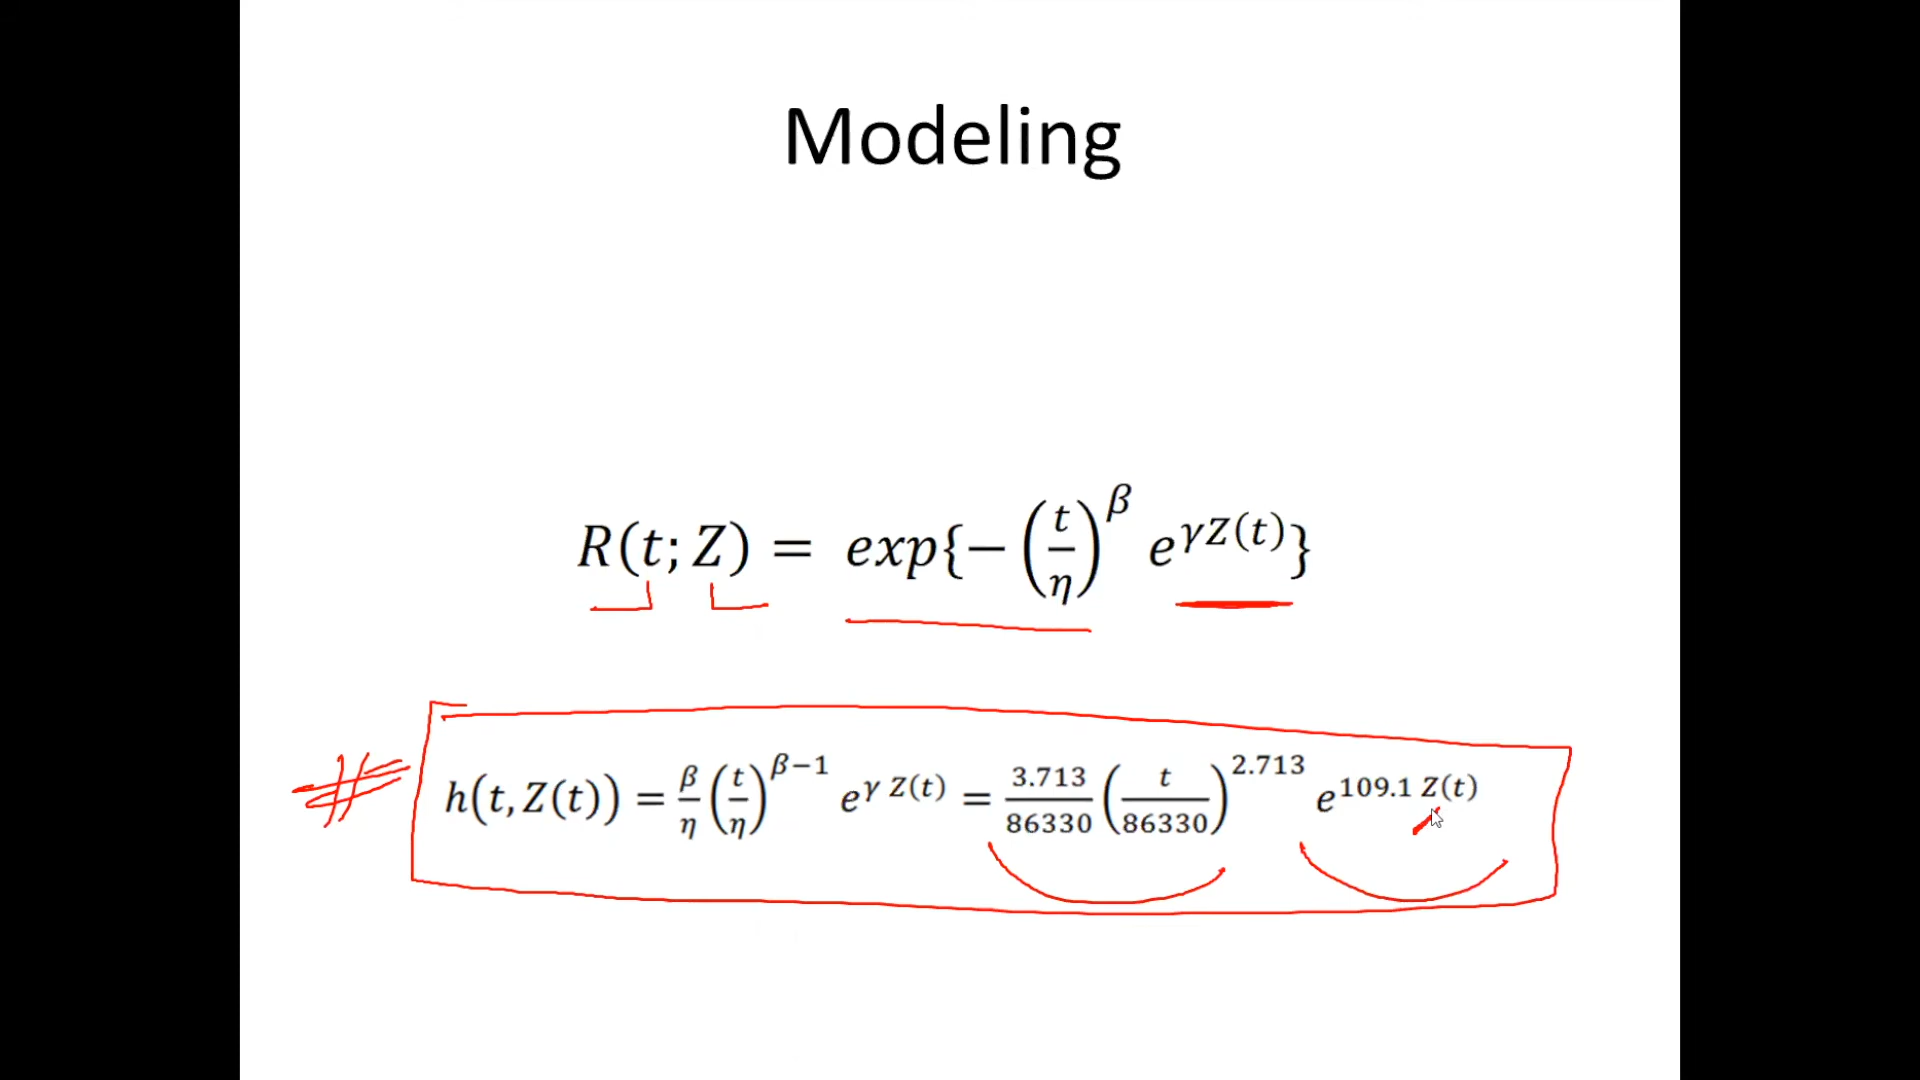 Modeling
R(t; Z) = exp{−(t/η)^β e^{γZ(t)}}
h(t, Z(t)) = β/η (t/η)^{β−1} e^{γ Z(t)} = 3.713/86330 (t/86330)^{2.713} e^{109.1 Z(t)}